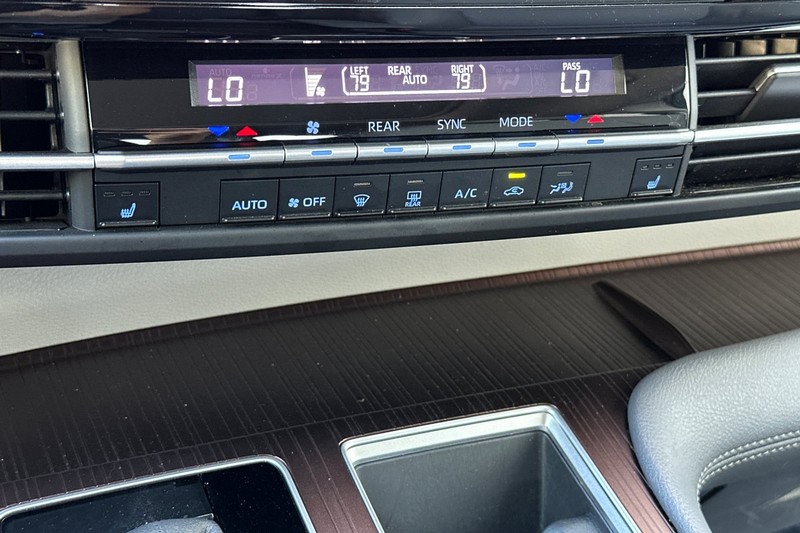 AUTO LEFT REAR RIGHT PASS
LO 79 AUTO 79 LO
REAR SYNC MODE
AUTO OFF REAR A/C